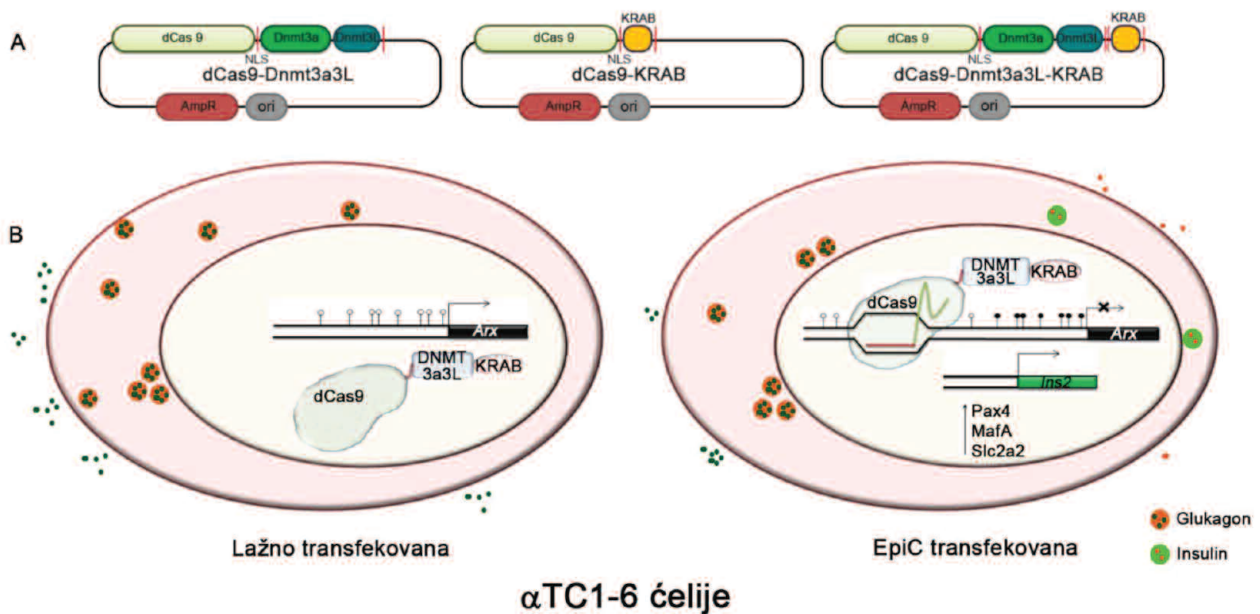 A
dCas 9
Dnmt3a
Dnmt3L
NLS
dCas9-Dnmt3a3L
AmpR
ori
KRAB
dCas 9
NLS
dCas9-KRAB
AmpR
ori
KRAB
dCas 9
Dnmt3a
Dnmt3L
NLS
dCas9-Dnmt3a3L-KRAB
AmpR
ori
B
Arx
DNMT
3a3L
KRAB
dCas9
Lažno transfekovana
DNMT
3a3L
KRAB
dCas9
Arx
Ins2
Pax4
MafA
Slc2a2
EpiC transfekovana
Glukagon
Insulin
αTC1-6 ćelije